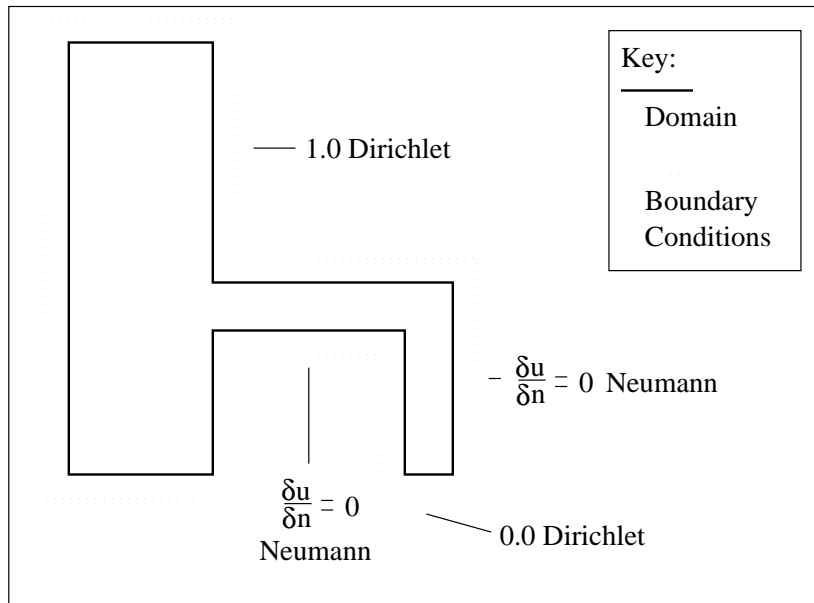 Key:
Domain
1.0 Dirichlet
Boundary
Conditions
δu
δn = 0 Neumann
δu
δn = 0
Neumann
0.0 Dirichlet